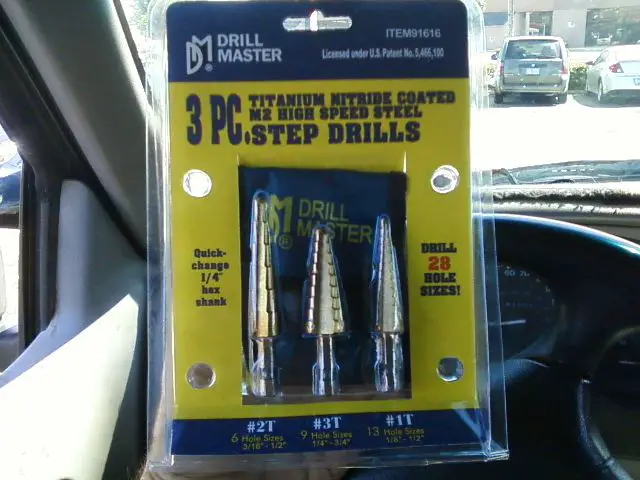 DM® DRILL MASTER
ITEM91616
Licensed under U.S. Patent No. 5,466,100
3 PC. TITANIUM NITRIDE COATED
M2 HIGH SPEED STEEL
STEP DRILLS
DM® DRILL MASTER
Quick-
change
1/4"
hex
shank
DRILL
28
HOLE
SIZES!
#2T
6 Hole Sizes
3/16" - 1/2"
#3T
9 Hole Sizes
1/4" - 3/4"
#1T
13 Hole Sizes
1/8" - 1/2"